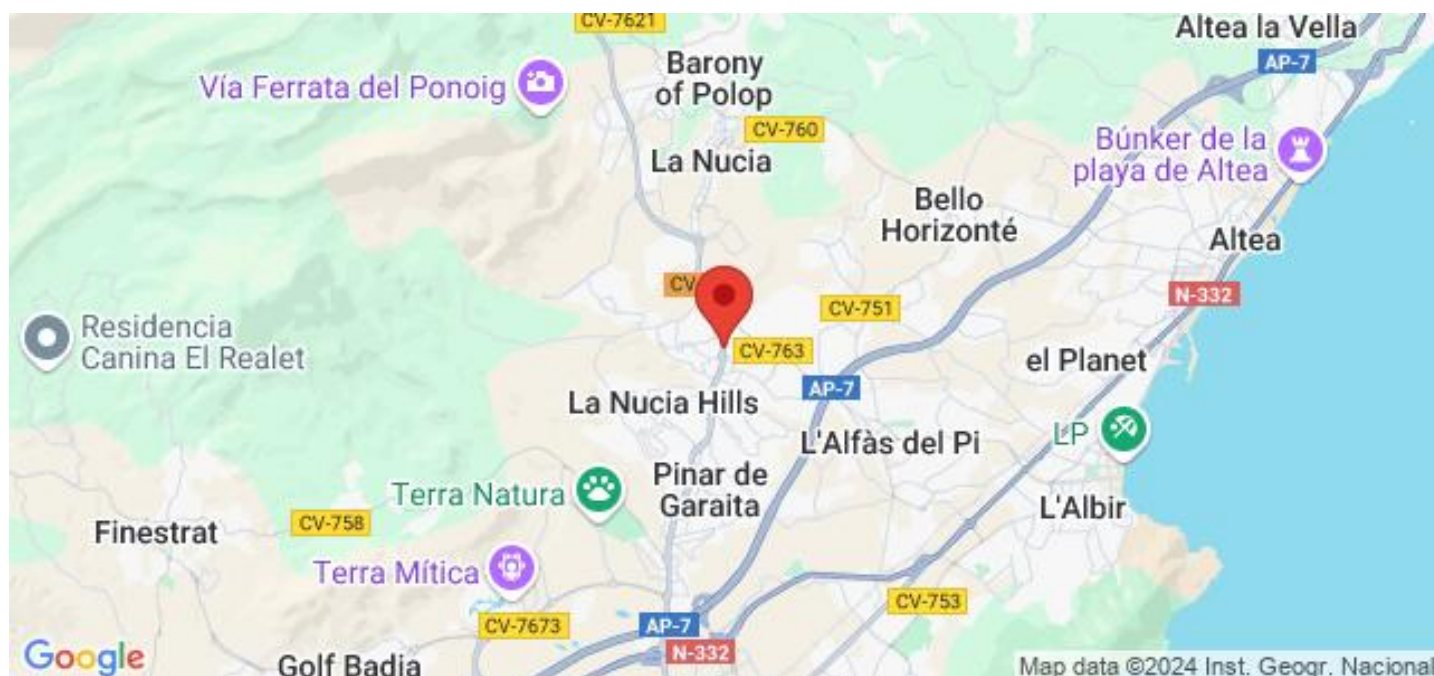 CV-7621
Altea la Vella
Barony
of Polop
AP-7
Vía Ferrata del Ponoig
CV-760
Búnker de la
playa de Altea
La Nucia
Bello
Horizonté
Altea
CV
N-332
CV-751
Residencia
Canina El Realet
CV-763
el Planet
AP-7
La Nucia Hills
L'Alfàs del Pi
LP
Pinar de
Garaita
Terra Natura
L'Albir
Finestrat
CV-758
Terra Mítica
CV-753
CV-7673
AP-7
N-332
Google
Golf Badia
Map data ©2024 Inst. Geogr. Nacional